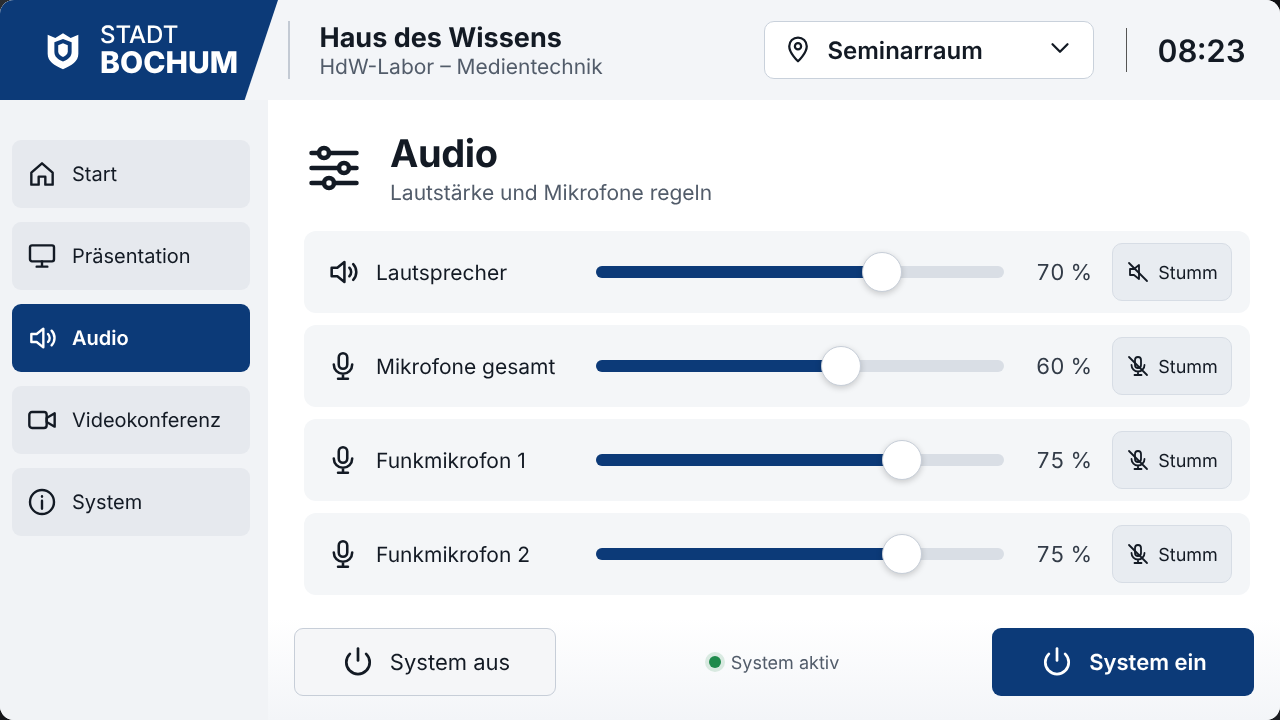 STADT
BOCHUM
Haus des Wissens
HdW-Labor – Medientechnik
Seminarraum
08:23
Start
Präsentation
Audio
Videokonferenz
System
Audio
Lautstärke und Mikrofone regeln
Lautsprecher 70 % Stumm
Mikrofone gesamt 60 % Stumm
Funkmikrofon 1 75 % Stumm
Funkmikrofon 2 75 % Stumm
System aus
System aktiv
System ein